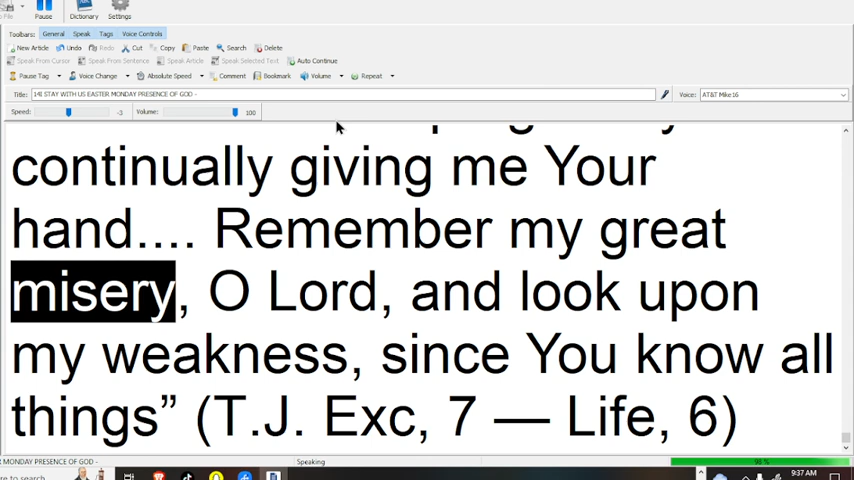 Pause Dictionary Settings
Toolbars: General Speak Tags Voice Controls
New Article Undo Redo Cut Copy Paste Search Delete
Speak From Cursor Speak From Sentence Speak Article Speak Selected Text Auto Continue
Pause Tag Voice Change Absolute Speed Comment Bookmark Volume Repeat
Title: 14I STAY WITH US EASTER MONDAY PRESENCE OF GOD - Voice: AT&T Mike16
Speed: -3 Volume: 100
continually giving me Your
hand.... Remember my great
misery, O Lord, and look upon
my weakness, since You know all
things” (T.J. Exc, 7 — Life, 6)
MONDAY PRESENCE OF GOD - Speaking
re to search 9:37 AM